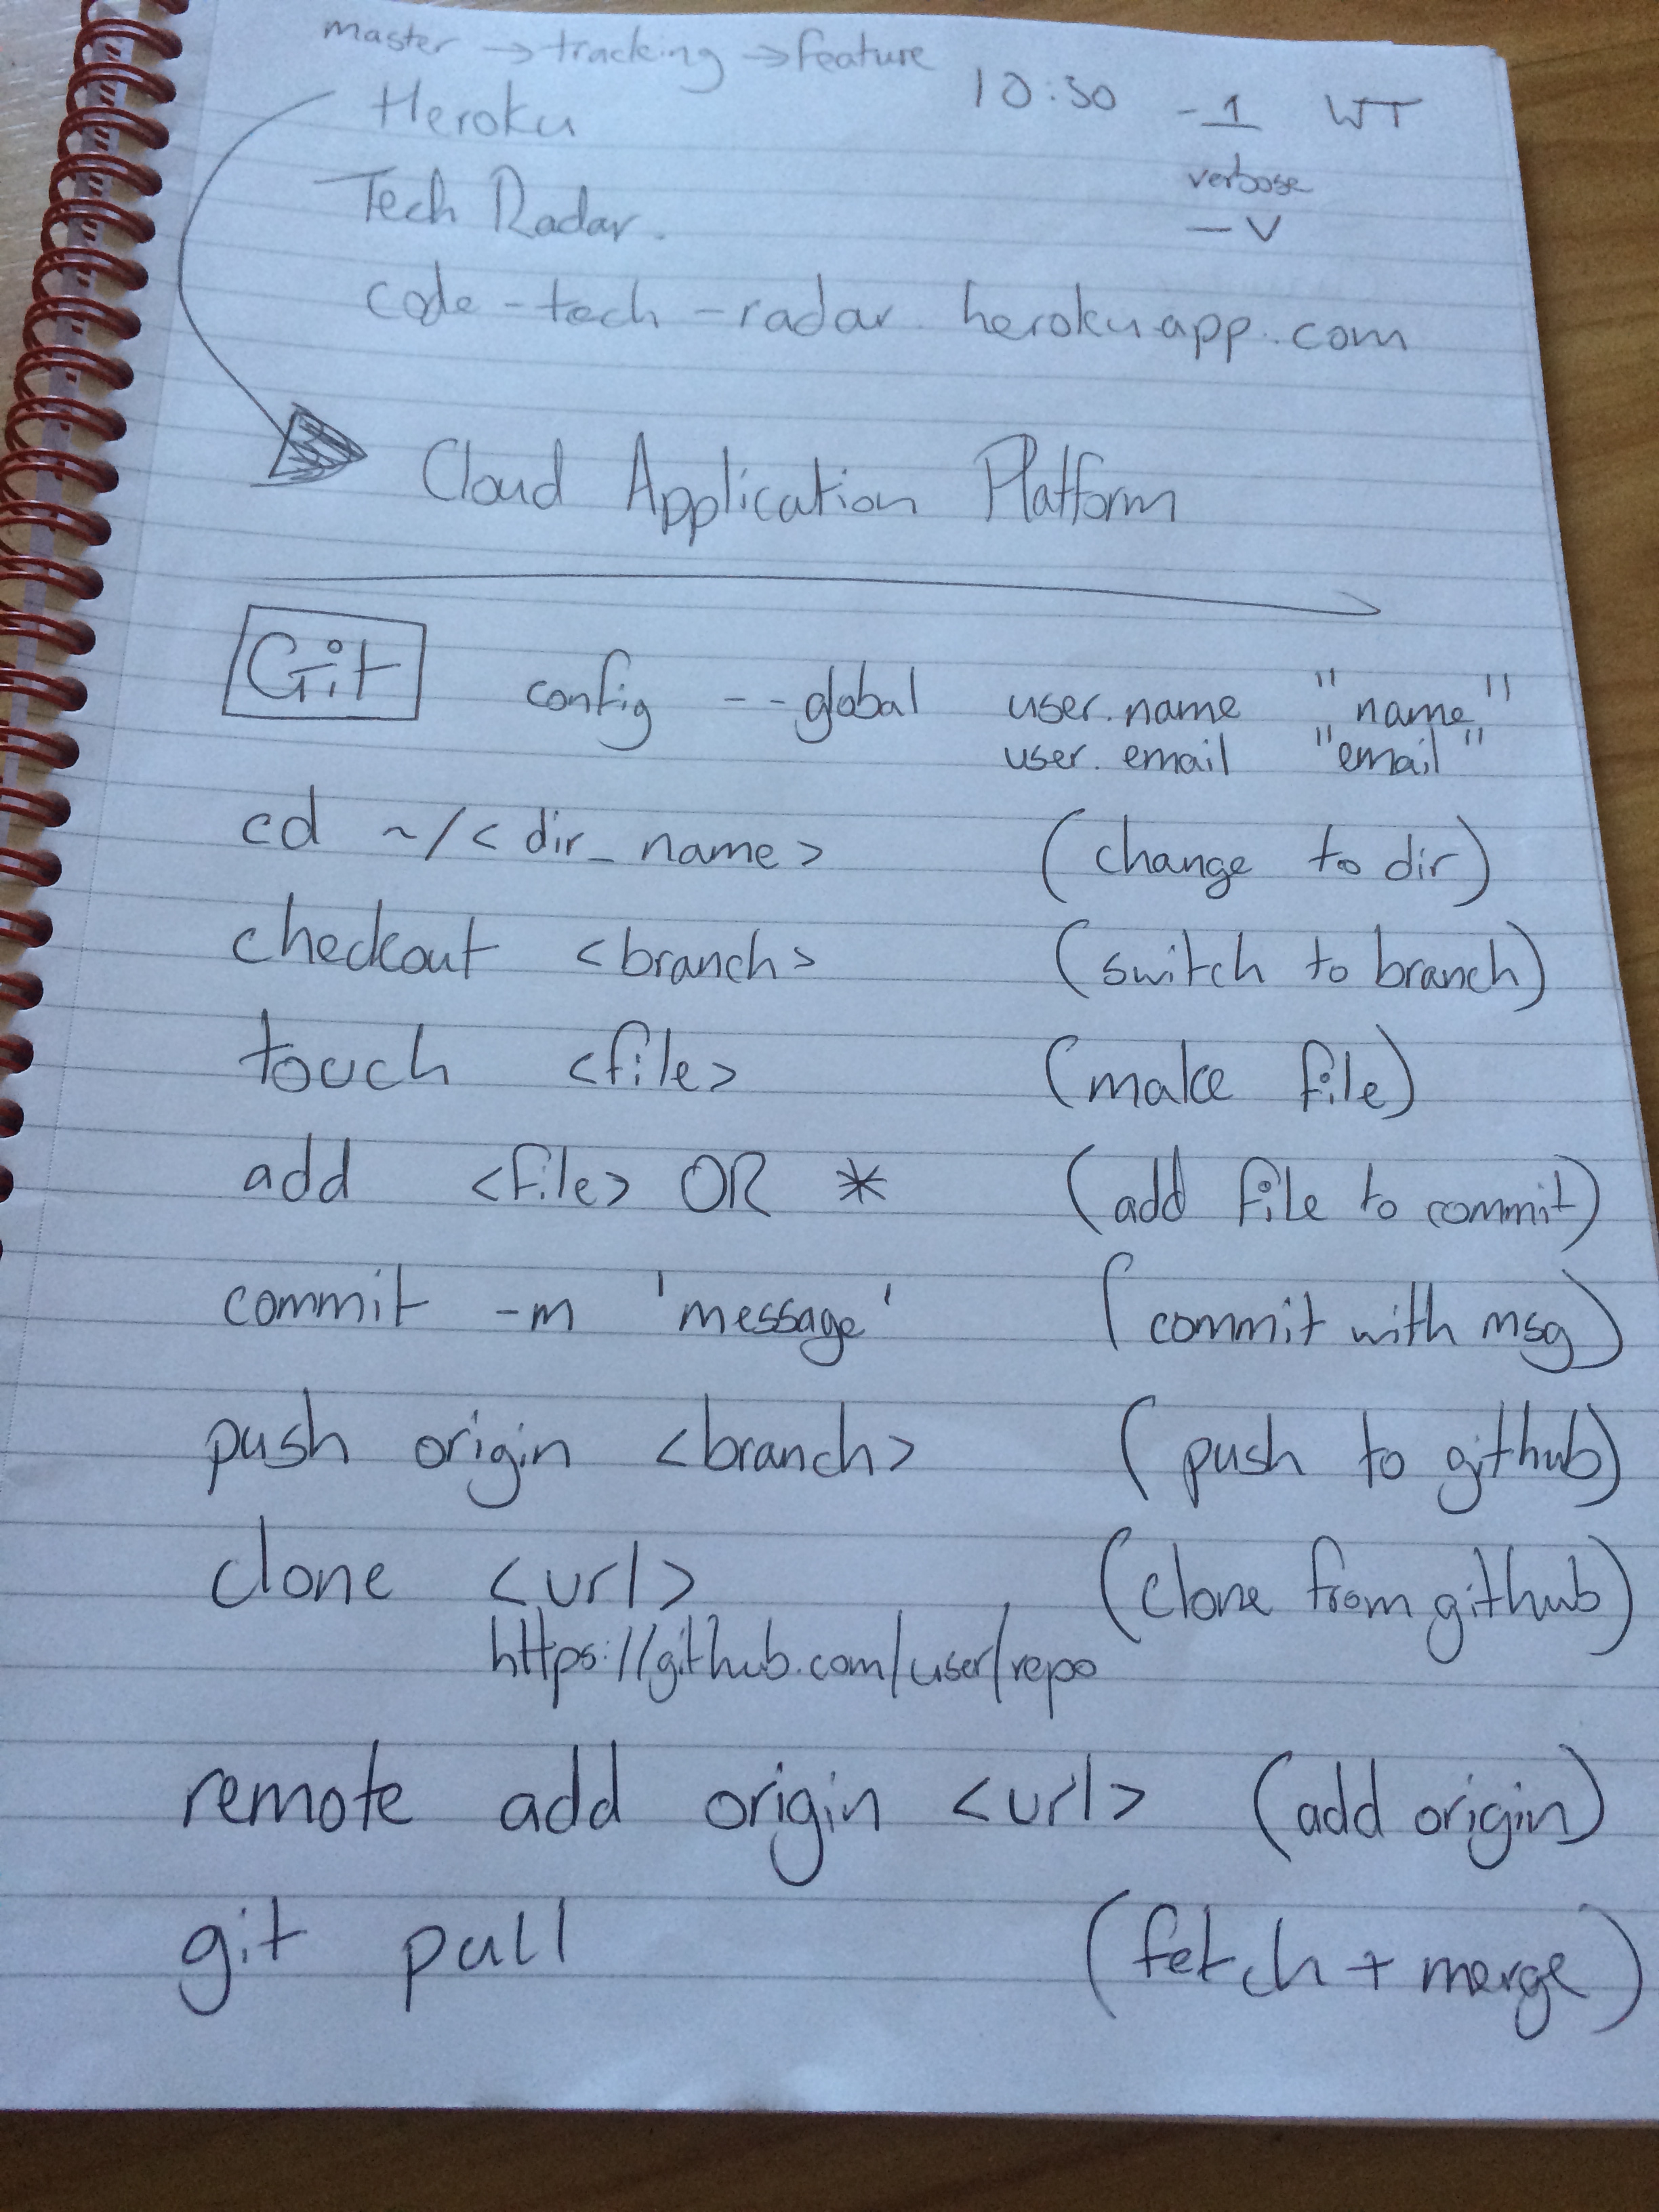 master → tracking → feature
Heroku 10:30 -1 WT
Tech Radar. verbose
-v
code-tech-radar.herokuapp.com
Cloud Application Platform
Git config --global user.name "name"
user.email "email"
cd ~/<dir_name> (change to dir)
checkout <branch> (switch to branch)
touch <file> (make file)
add <file> OR * (add file to commit)
commit -m 'message' (commit with msg)
push origin <branch> (push to github)
clone <url> (clone from github)
https://github.com/user/repo
remote add origin <url> (add origin)
git pull (fetch + merge)